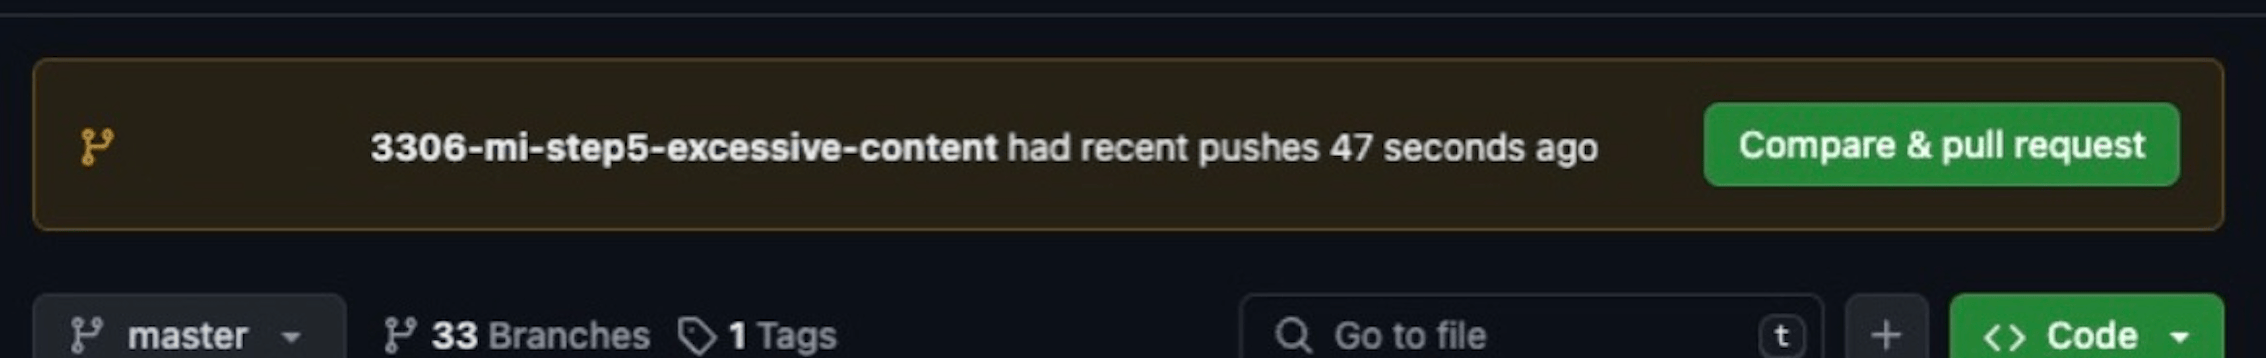 3306-mi-step5-excessive-content had recent pushes 47 seconds ago
Compare & pull request
master
33 Branches
1 Tags
Go to file
t
Code